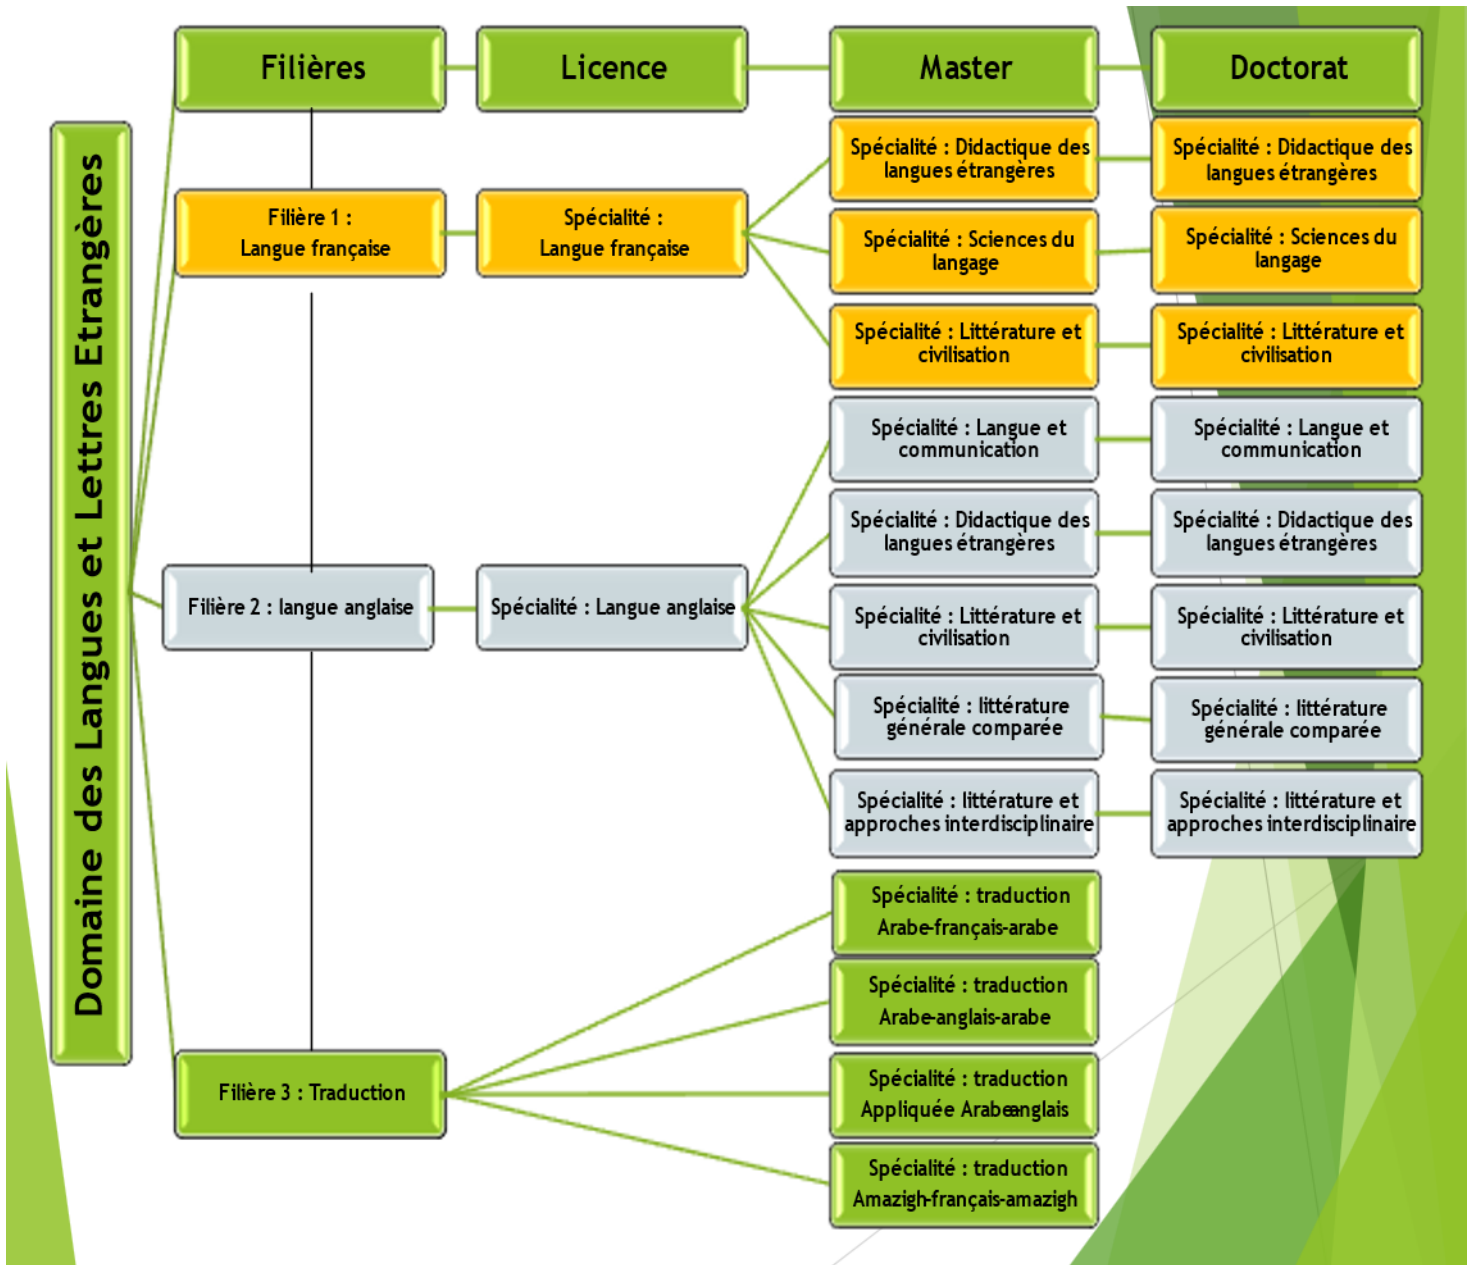 Domaine des Langues et Lettres Etrangères
Filières
Licence
Master
Doctorat
Filière 1 :
Langue française
Spécialité :
Langue française
Spécialité : Didactique des
langues étrangères
Spécialité : Didactique des
langues étrangères
Spécialité : Sciences du
langage
Spécialité : Sciences du
langage
Spécialité : Littérature et
civilisation
Spécialité : Littérature et
civilisation
Filière 2 : langue anglaise
Spécialité : Langue anglaise
Spécialité : Langue et
communication
Spécialité : Langue et
communication
Spécialité : Didactique des
langues étrangères
Spécialité : Didactique des
langues étrangères
Spécialité : Littérature et
civilisation
Spécialité : Littérature et
civilisation
Spécialité : littérature
générale comparée
Spécialité : littérature
générale comparée
Spécialité : littérature et
approches interdisciplinaire
Spécialité : littérature et
approches interdisciplinaire
Filière 3 : Traduction
Spécialité : traduction
Arabe-français-arabe
Spécialité : traduction
Arabe-anglais-arabe
Spécialité : traduction
Appliquée Arabe-anglais
Spécialité : traduction
Amazigh-français-amazigh